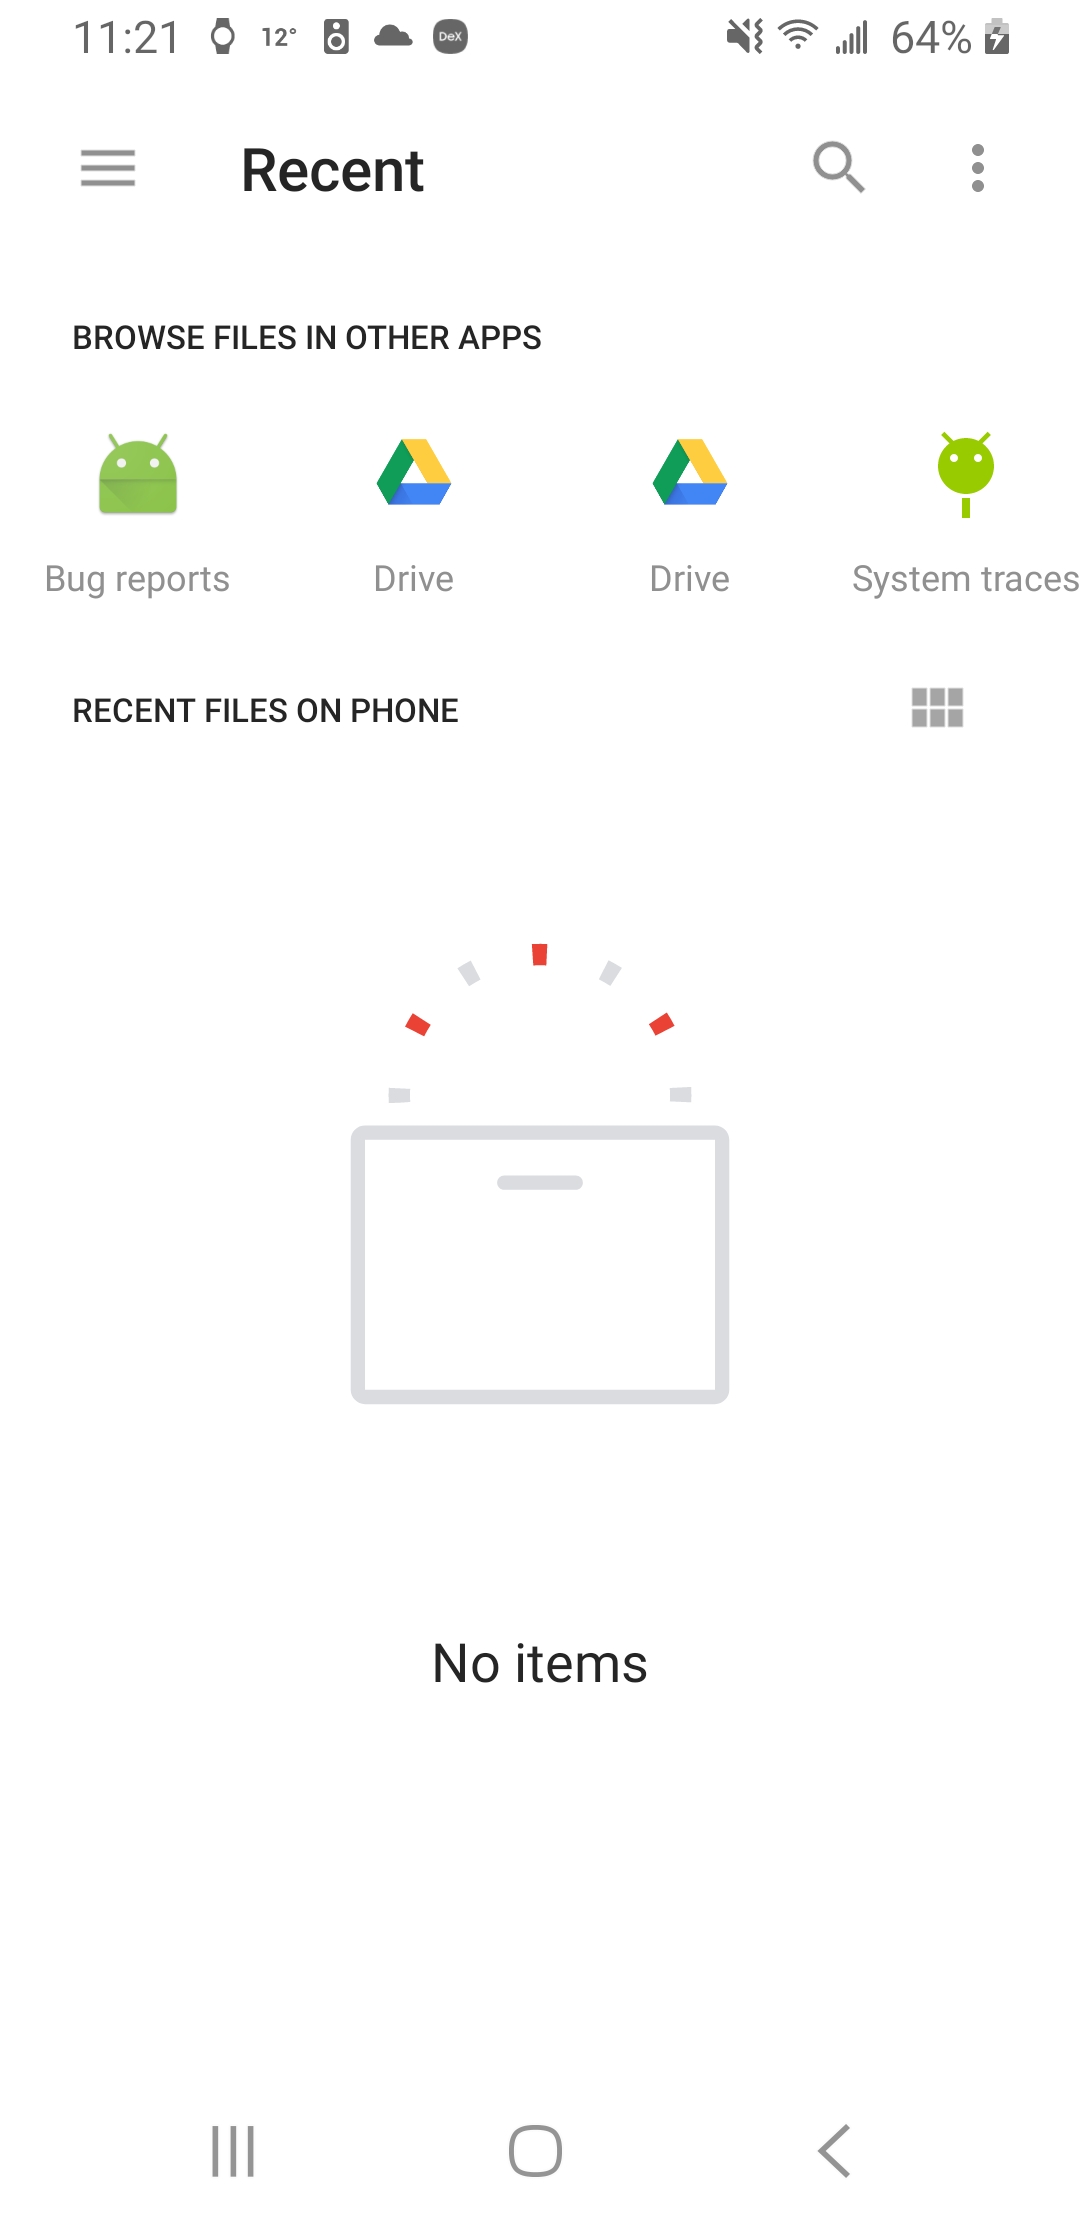 11:21 12° DeX 64%
Recent
BROWSE FILES IN OTHER APPS
Bug reports Drive Drive System traces
RECENT FILES ON PHONE
No items